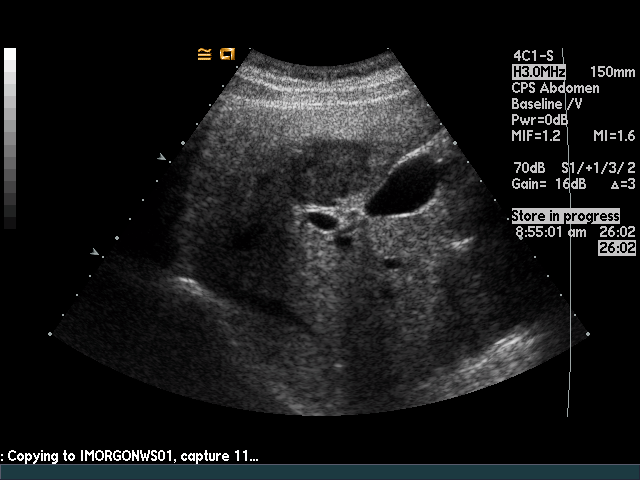 4C1-S
H3.0MHz 150mm
CPS Abdomen
Baseline /V
Pwr=0dB
MIF=1.2 MI=1.6
70dB S1/+1/3/2
Gain= 16dB Δ=3
Store in progress
8:55:01 am 26:02
26:02
: Copying to IMORGONWS01, capture 11...